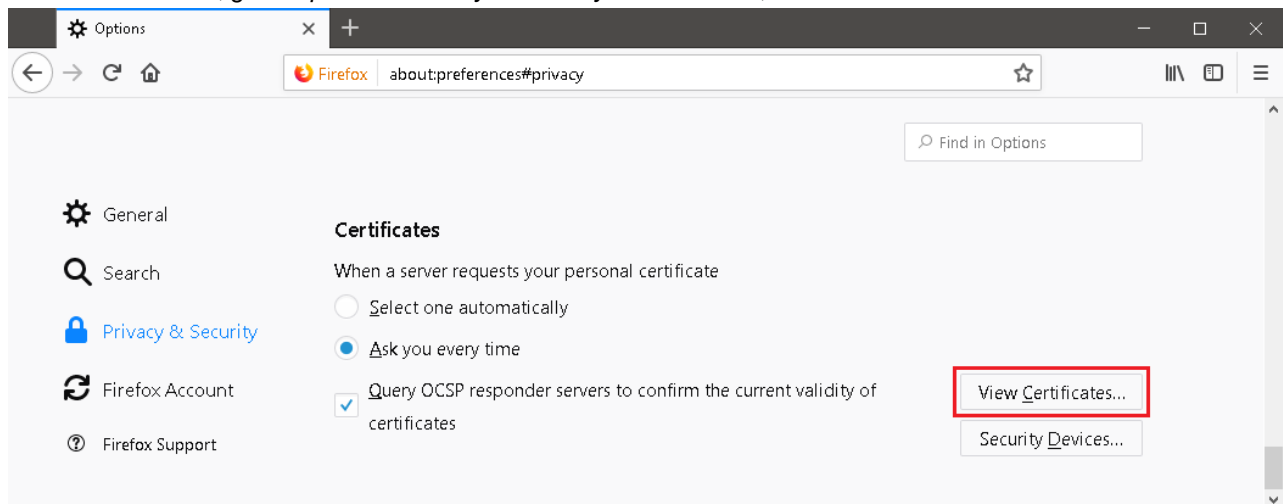 Options
Firefox about:preferences#privacy
Find in Options
General
Search
Privacy & Security
Firefox Account
Firefox Support
Certificates
When a server requests your personal certificate
Select one automatically
Ask you every time
Query OCSP responder servers to confirm the current validity of
certificates
View Certificates...
Security Devices...